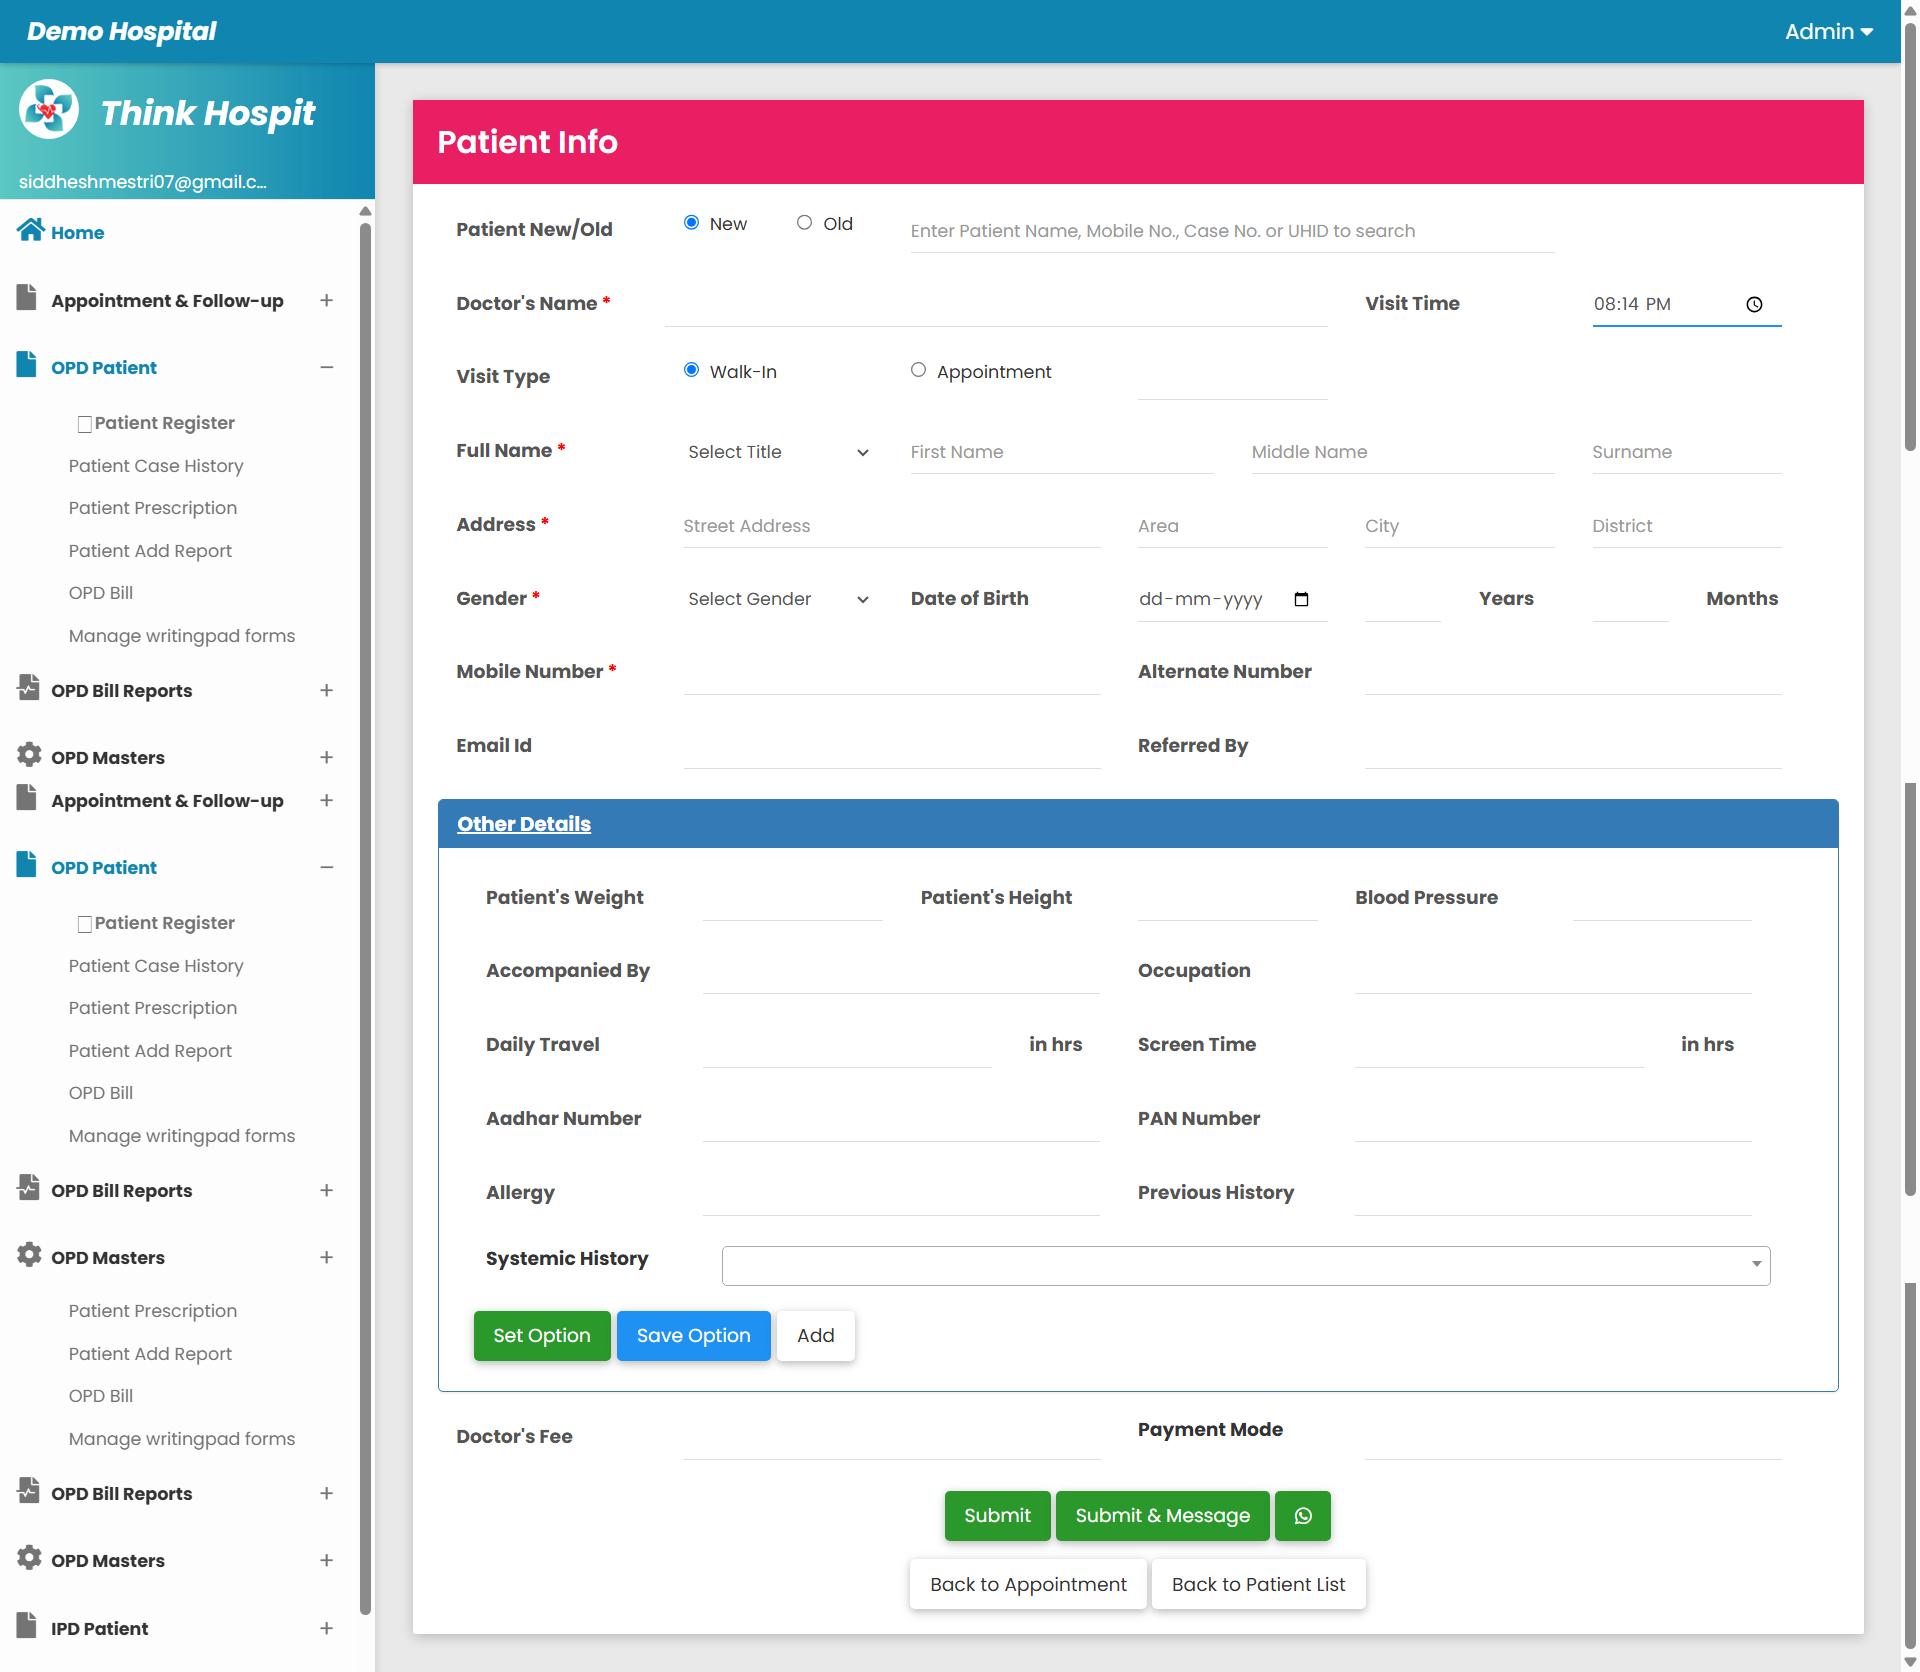 Demo Hospital
Admin
Think Hospit
siddheshmestri07@gmail.c...
Home
Appointment & Follow-up +
OPD Patient −
Patient Register
Patient Case History
Patient Prescription
Patient Add Report
OPD Bill
Manage writingpad forms
OPD Bill Reports +
OPD Masters +
Appointment & Follow-up +
OPD Patient −
Patient Register
Patient Case History
Patient Prescription
Patient Add Report
OPD Bill
Manage writingpad forms
OPD Bill Reports +
OPD Masters +
Patient Prescription
Patient Add Report
OPD Bill
Manage writingpad forms
OPD Bill Reports +
OPD Masters +
IPD Patient +
Patient Info
Patient New/Old New Old Enter Patient Name, Mobile No., Case No. or UHID to search
Doctor's Name * Visit Time 08:14 PM
Visit Type Walk-In Appointment
Full Name * Select Title First Name Middle Name Surname
Address * Street Address Area City District
Gender * Select Gender Date of Birth dd-mm-yyyy Years Months
Mobile Number * Alternate Number
Email Id Referred By
Other Details
Patient's Weight Patient's Height Blood Pressure
Accompanied By Occupation
Daily Travel in hrs Screen Time in hrs
Aadhar Number PAN Number
Allergy Previous History
Systemic History
Set Option Save Option Add
Doctor's Fee Payment Mode
Submit Submit & Message
Back to Appointment Back to Patient List